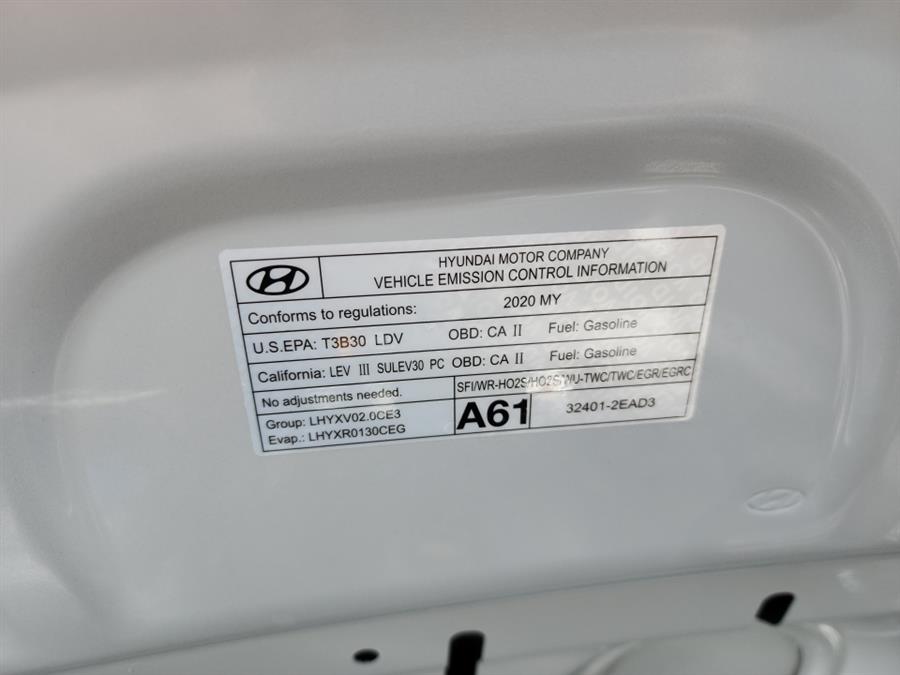 HYUNDAI MOTOR COMPANY
VEHICLE EMISSION CONTROL INFORMATION
Conforms to regulations: 2020 MY
U.S.EPA: T3B30 LDV OBD: CA II Fuel: Gasoline
California: LEV III SULEV30 PC OBD: CA II Fuel: Gasoline
No adjustments needed. SFI/WR-HO2S/HO2S/WU-TWC/TWC/EGR/EGRC
Group: LHYXV02.0CE3
Evap.: LHYXR0130CEG
A61 32401-2EAD3